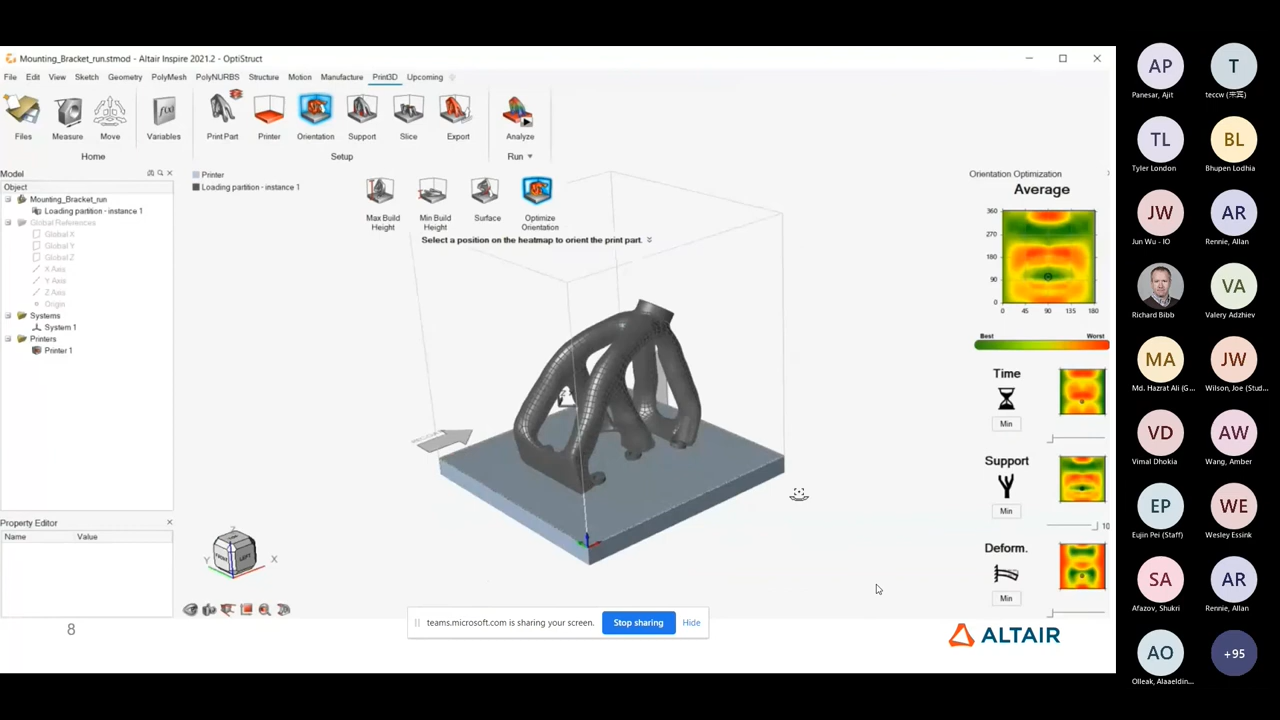 Mounting_Bracket_run.stmod - Altair Inspire 2021.2 - OptiStruct
File Edit View Sketch Geometry PolyMesh PolyNURBS Structure Motion Manufacture Print3D Upcoming
Files Measure Move Variables Print Part Printer Orientation Support Slice Export Analyze
Home Setup Run
Model
Object
Mounting_Bracket_run
Loading partition - instance 1
Global References
Global X
Global Y
Global Z
X Axis
Y Axis
Z Axis
Origin
Systems
System 1
Printers
Printer 1
Property Editor
Name Value
Printer
Loading partition - instance 1
Max Build Height
Min Build Height
Surface
Optimize Orientation
Select a position on the heatmap to orient the print part.
Z
Y
X
LEFT
Orientation Optimization
Average
360
270
180
90
0
0 45 90 135 180
Best Worst
Time
Min
Support
Min
10
Deform.
Min
8
teams.microsoft.com is sharing your screen. Stop sharing Hide
ALTAIR
AP T
Panesar, Ajit
teccw
TL BL
Tyler London Bhupen Lodhia
JW AR
Jun Wu - IO Rennie, Allan
VA
Richard Bibb Valery Adzhiev
MA JW
Md. Hazrat Ali (G... Wilson, Joe (Stud...
VD AW
Vimal Dhokia Wang, Amber
EP WE
Eujin Pei (Staff) Wesley Essink
SA AR
Afazov, Shukri Rennie, Allan
AO +95
Olleak, Alaaeldin...